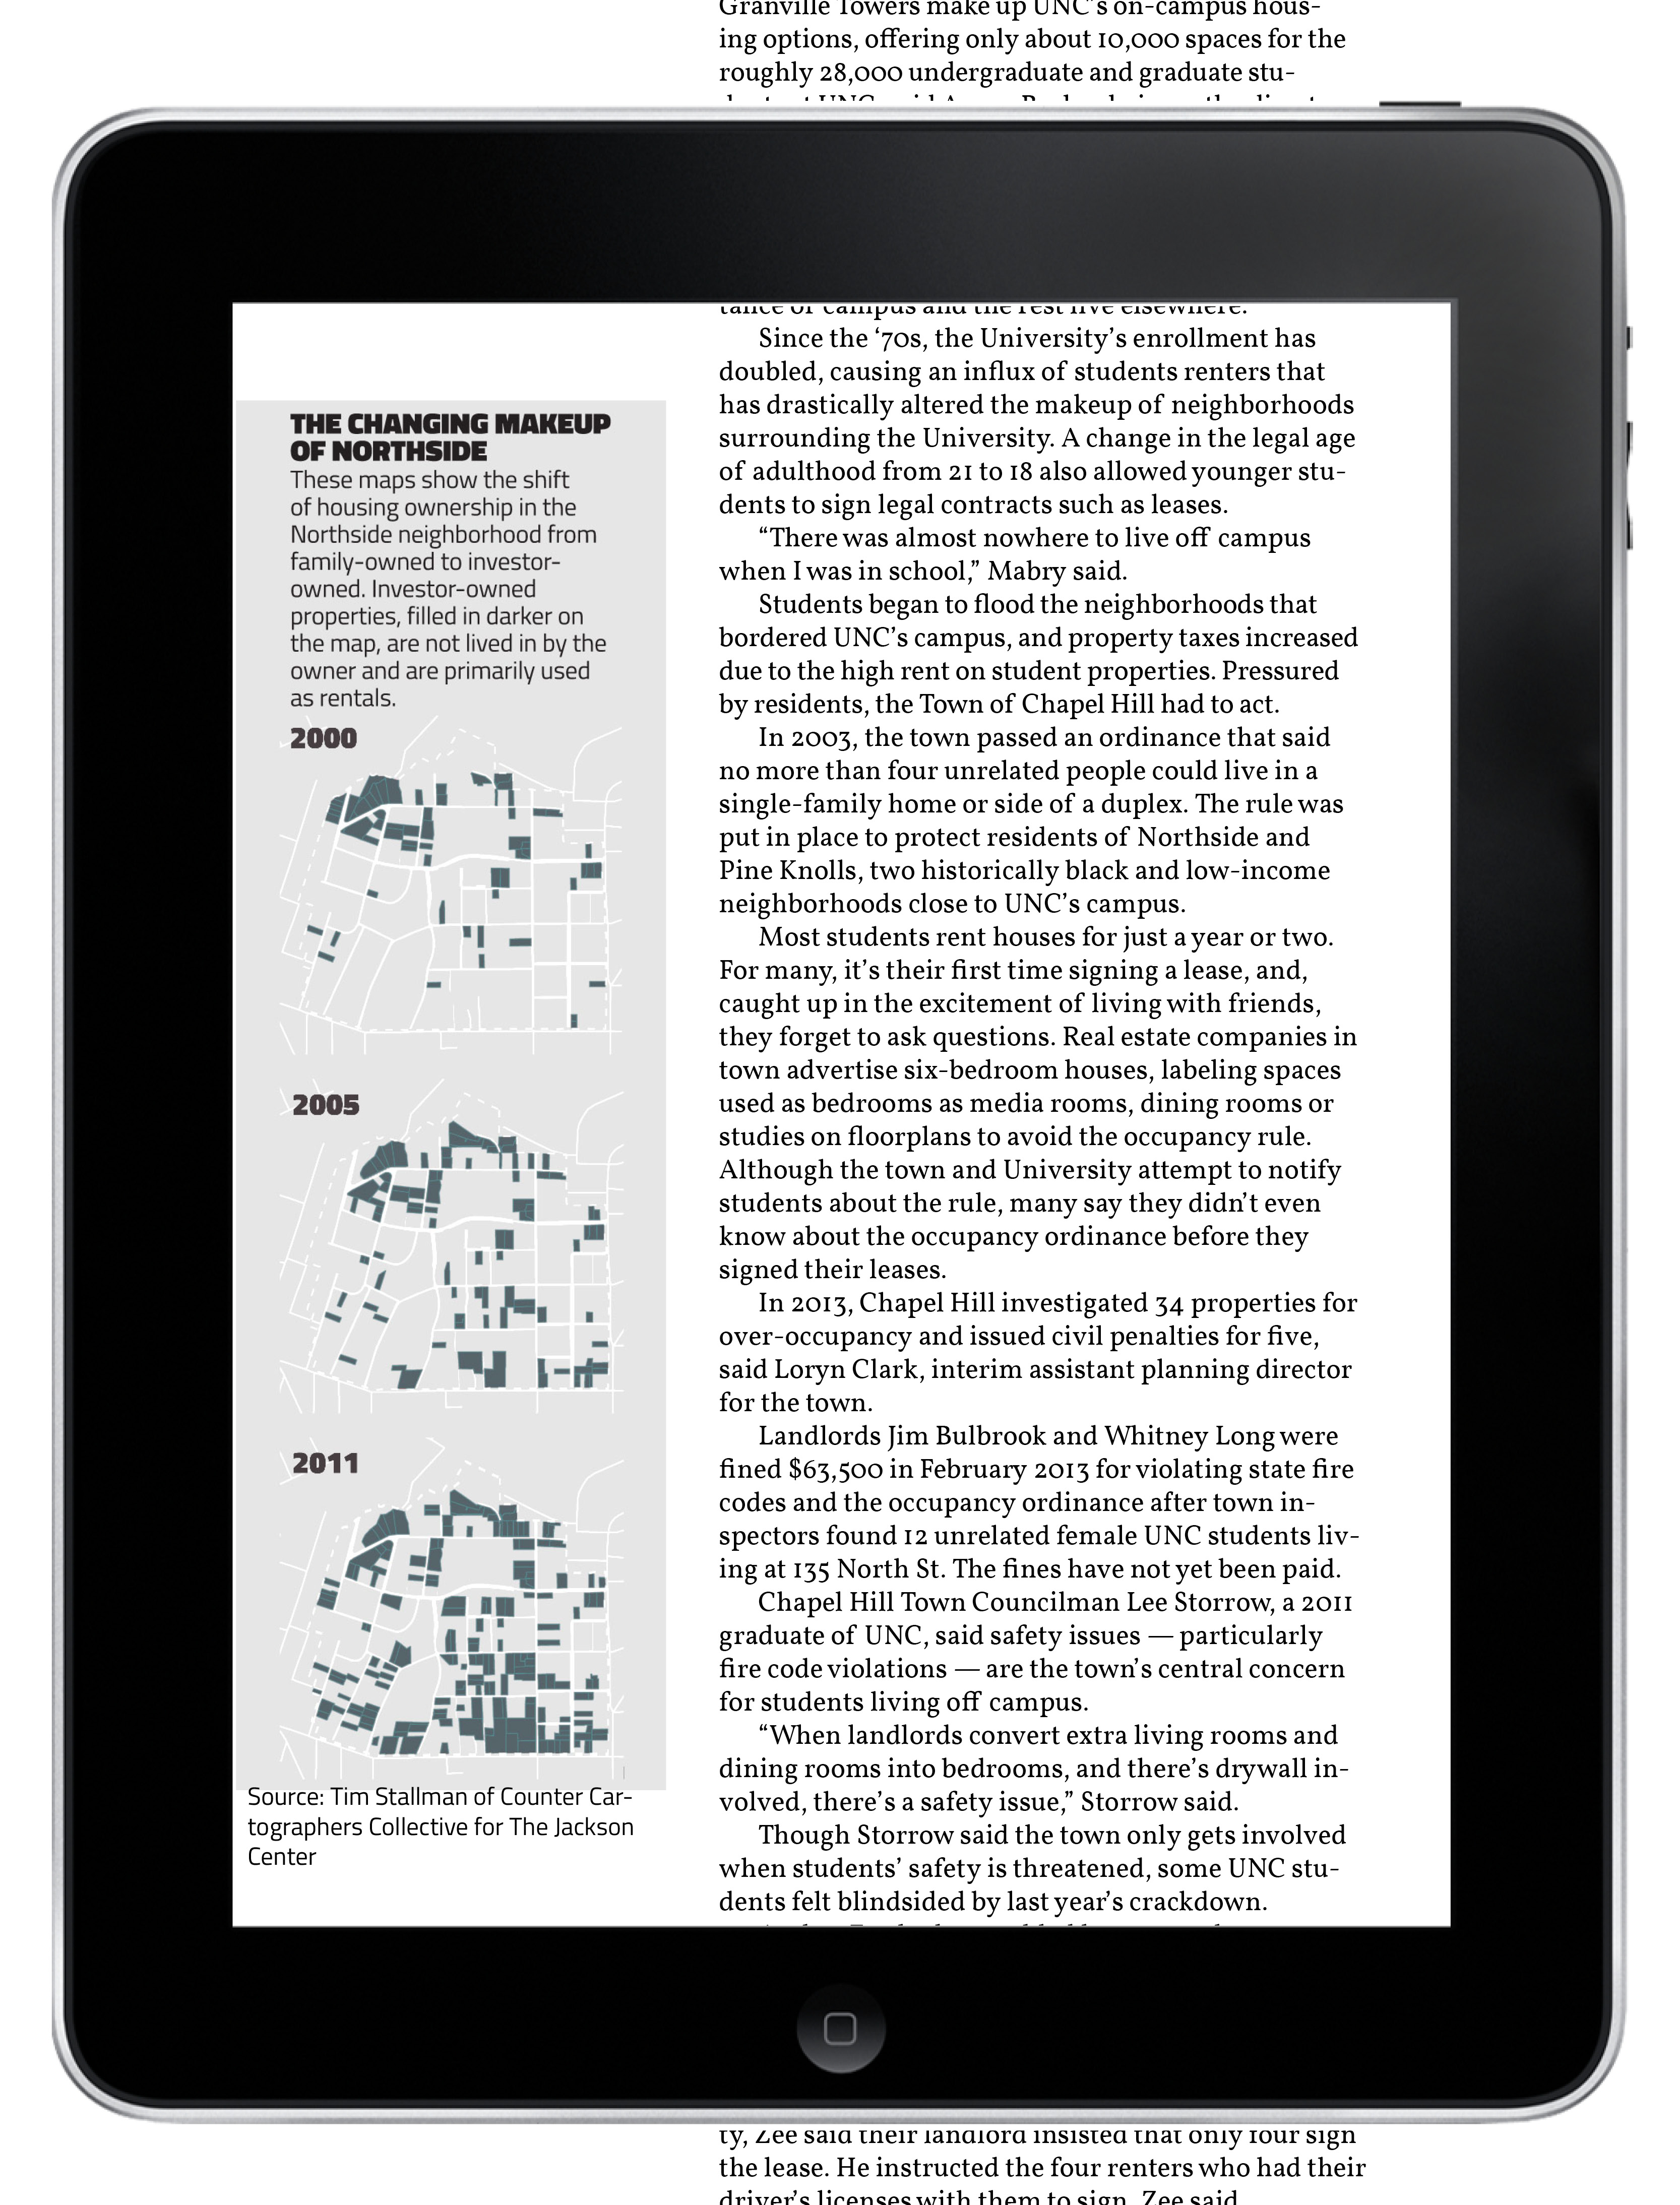 Granville Towers make up UNC's on-campus hous-
ing options, offering only about 10,000 spaces for the
roughly 28,000 undergraduate and graduate stu-
THE CHANGING MAKEUP
OF NORTHSIDE
These maps show the shift
of housing ownership in the
Northside neighborhood from
family-owned to investor-
owned. Investor-owned
properties, filled in darker on
the map, are not lived in by the
owner and are primarily used
as rentals.
2000
2005
2011
Source: Tim Stallman of Counter Car-
tographers Collective for The Jackson
Center
tance of campus and the rest live elsewhere.
Since the ‘70s, the University’s enrollment has
doubled, causing an influx of students renters that
has drastically altered the makeup of neighborhoods
surrounding the University. A change in the legal age
of adulthood from 21 to 18 also allowed younger stu-
dents to sign legal contracts such as leases.
“There was almost nowhere to live off campus
when I was in school,” Mabry said.
Students began to flood the neighborhoods that
bordered UNC’s campus, and property taxes increased
due to the high rent on student properties. Pressured
by residents, the Town of Chapel Hill had to act.
In 2003, the town passed an ordinance that said
no more than four unrelated people could live in a
single-family home or side of a duplex. The rule was
put in place to protect residents of Northside and
Pine Knolls, two historically black and low-income
neighborhoods close to UNC’s campus.
Most students rent houses for just a year or two.
For many, it’s their first time signing a lease, and,
caught up in the excitement of living with friends,
they forget to ask questions. Real estate companies in
town advertise six-bedroom houses, labeling spaces
used as bedrooms as media rooms, dining rooms or
studies on floorplans to avoid the occupancy rule.
Although the town and University attempt to notify
students about the rule, many say they didn’t even
know about the occupancy ordinance before they
signed their leases.
In 2013, Chapel Hill investigated 34 properties for
over-occupancy and issued civil penalties for five,
said Loryn Clark, interim assistant planning director
for the town.
Landlords Jim Bulbrook and Whitney Long were
fined $63,500 in February 2013 for violating state fire
codes and the occupancy ordinance after town in-
spectors found 12 unrelated female UNC students liv-
ing at 135 North St. The fines have not yet been paid.
Chapel Hill Town Councilman Lee Storrow, a 2011
graduate of UNC, said safety issues — particularly
fire code violations — are the town’s central concern
for students living off campus.
“When landlords convert extra living rooms and
dining rooms into bedrooms, and there’s drywall in-
volved, there’s a safety issue,” Storrow said.
Though Storrow said the town only gets involved
when students’ safety is threatened, some UNC stu-
dents felt blindsided by last year’s crackdown.
ty, Zee said their landlord insisted that only four sign
the lease. He instructed the four renters who had their
driver’s licenses with them to sign, Zee said.